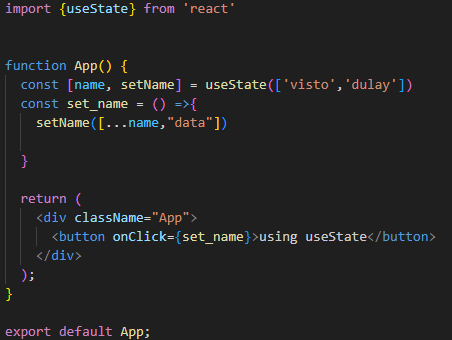 import {useState} from 'react'
function App() {
const [name, setName] = useState(['visto','dulay'])
const set_name = () =>{
setName([...name,"data"])
}
return (
<div className="App">
<button onClick={set_name}>using useState</button>
</div>
);
}
export default App;